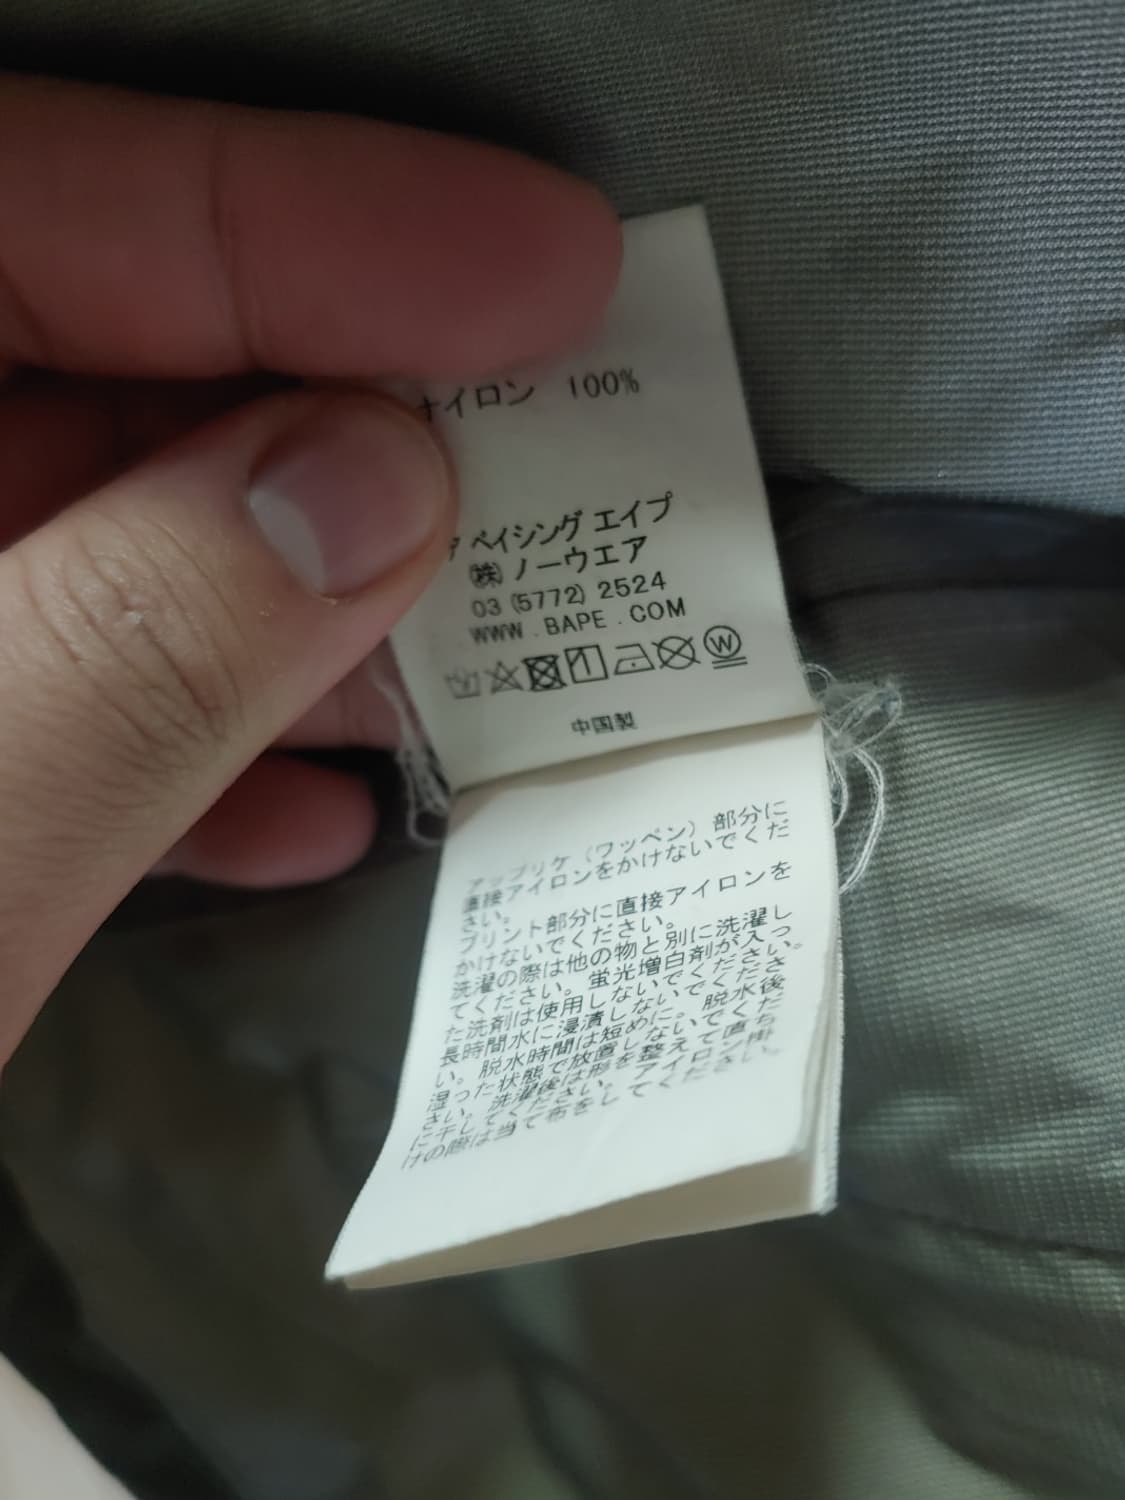 ナイロン 100%
ア ベイシング エイプ
㈱ ノーウエア
03 (5772) 2524
WWW.BAPE.COM
W
中国製
アップリケ（ワッペン）部分に
直接アイロンをかけないでくだ
さい。
プリント部分に直接アイロンを
かけないでください。
洗濯の際は他の物と別に洗濯し
てください。蛍光増白剤が入っ
た洗剤は使用しないでください。
長時間水に浸漬しないでくださ
い。脱水時間は短めに。脱水後
湿った状態で放置しないでくだ
さい。洗濯後は形を整えて直ち
に干してください。アイロン掛
けの際は当て布をしてください。